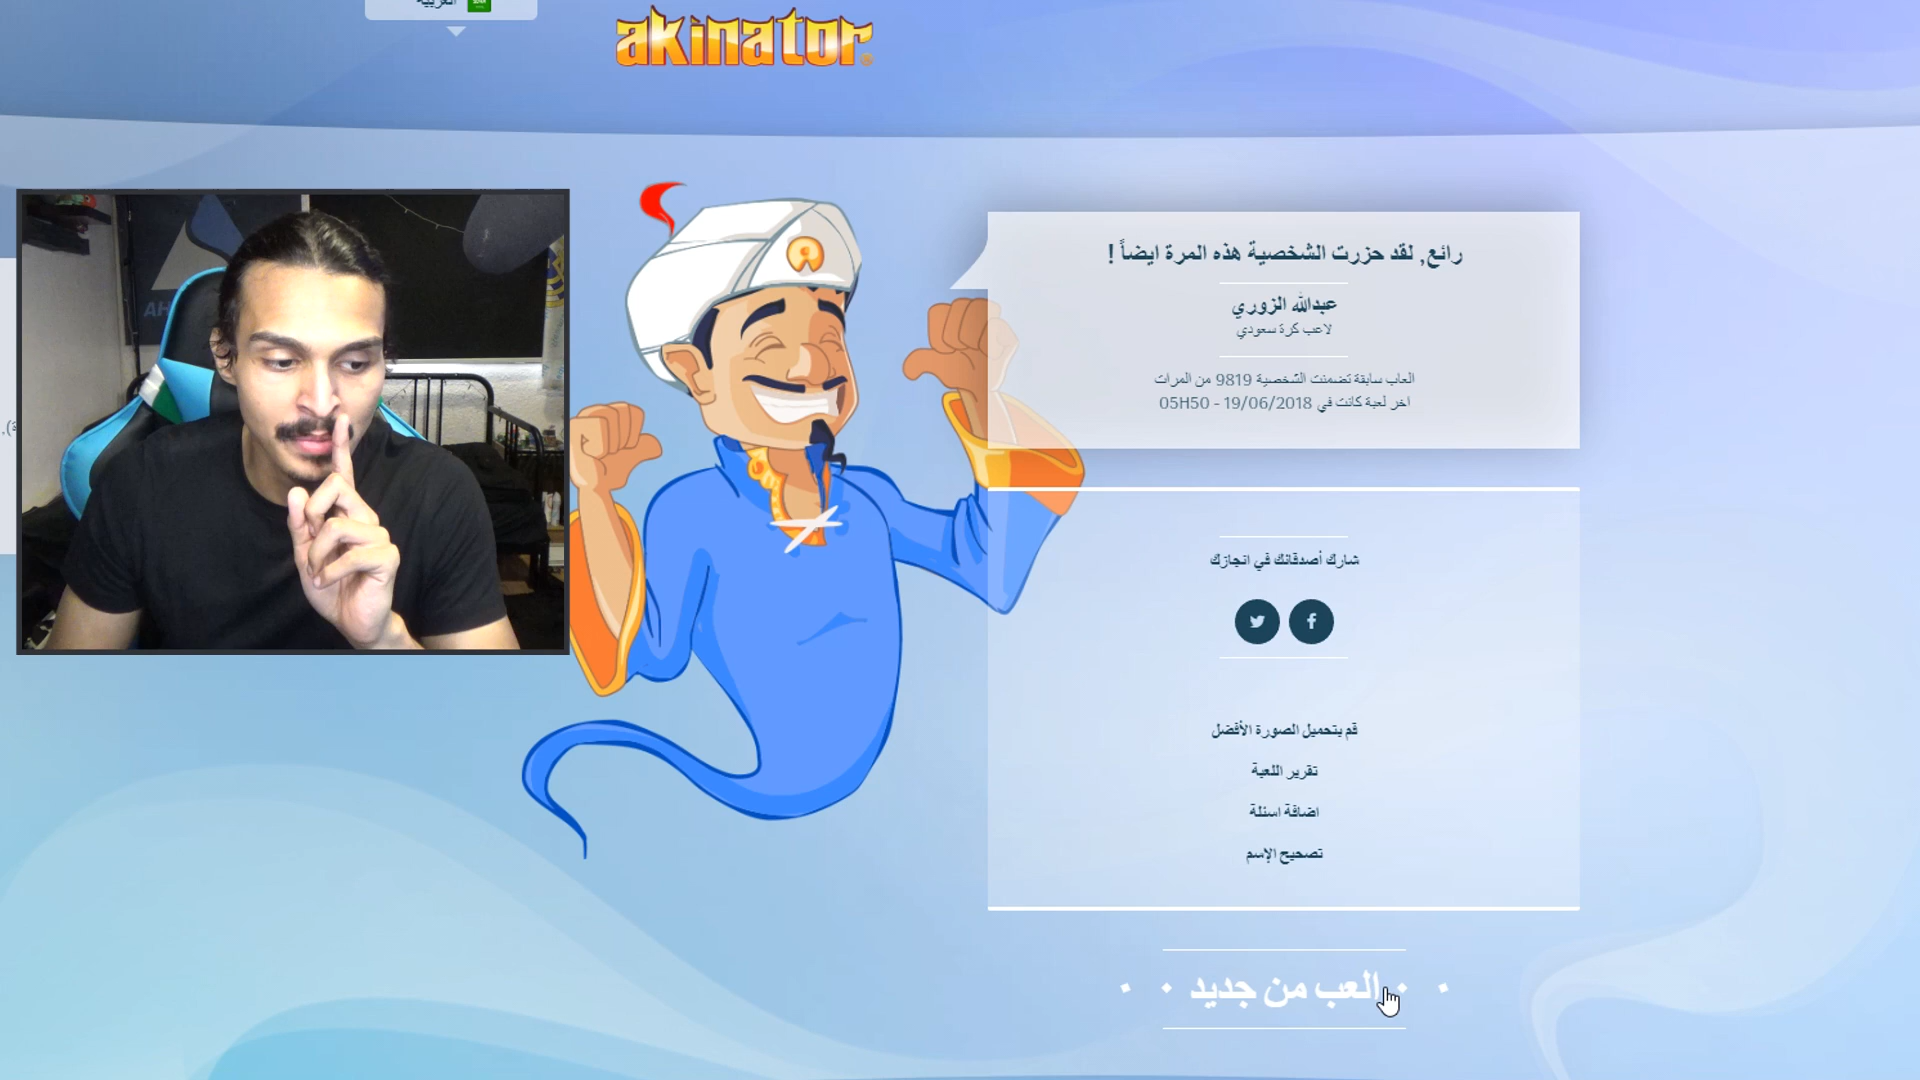 العربية
akinator
رائع, لقد حزرت الشخصية هذه المرة ايضاً !
عبدالله الزوري
لاعب كرة سعودي
العاب سابقة تضمنت الشخصية 9819 من المرات
اخر لعبة كانت في 19/06/2018 - 05H50
شارك أصدقائك في انجازك
قم بتحميل الصورة الأفضل
تقرير اللعبة
اضافة اسئلة
تصحيح الإسم
العب من جديد
AH